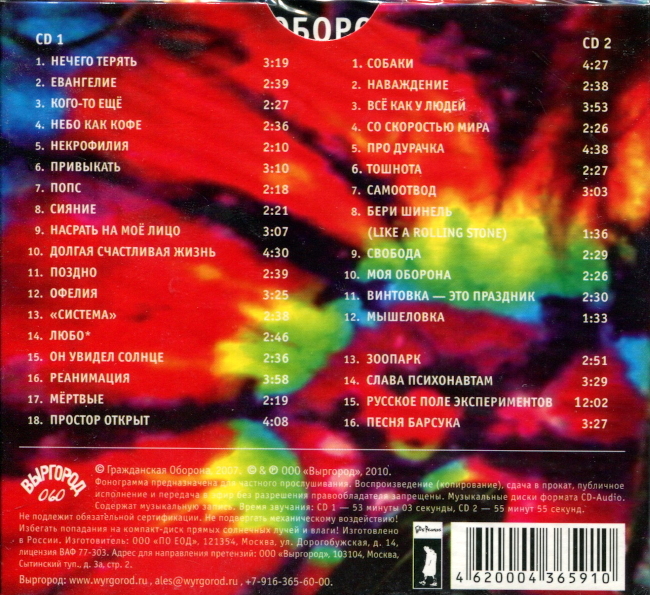 ОБОРО
CD 1
1. НЕЧЕГО ТЕРЯТЬ 3:19
2. ЕВАНГЕЛИЕ 2:39
3. КОГО-ТО ЕЩЁ 2:27
4. НЕБО КАК КОФЕ 2:36
5. НЕКРОФИЛИЯ 2:10
6. ПРИВЫКАТЬ 3:10
7. ПОПС 2:18
8. СИЯНИЕ 2:21
9. НАСРАТЬ НА МОЁ ЛИЦО 3:07
10. ДОЛГАЯ СЧАСТЛИВАЯ ЖИЗНЬ 4:30
11. ПОЗДНО 2:39
12. ОФЕЛИЯ 3:25
13. «СИСТЕМА» 2:38
14. ЛЮБО* 2:46
15. ОН УВИДЕЛ СОЛНЦЕ 2:36
16. РЕАНИМАЦИЯ 3:58
17. МЁРТВЫЕ 2:19
18. ПРОСТОР ОТКРЫТ 4:08
CD 2
1. СОБАКИ 4:27
2. НАВАЖДЕНИЕ 2:38
3. ВСЁ КАК У ЛЮДЕЙ 3:53
4. СО СКОРОСТЬЮ МИРА 2:26
5. ПРО ДУРАЧКА 4:38
6. ТОШНОТА 2:27
7. САМООТВОД 3:03
8. БЕРИ ШИНЕЛЬ
(LIKE A ROLLING STONE) 1:36
9. СВОБОДА 2:29
10. МОЯ ОБОРОНА 2:26
11. ВИНТОВКА — ЭТО ПРАЗДНИК 2:30
12. МЫШЕЛОВКА 1:33
13. ЗООПАРК 2:51
14. СЛАВА ПСИХОНАВТАМ 3:29
15. РУССКОЕ ПОЛЕ ЭКСПЕРИМЕНТОВ 12:02
16. ПЕСНЯ БАРСУКА 3:27
ВЫРГОРОД
060
© Гражданская Оборона, 2007. © & ℗ ООО «Выргород», 2010.
Фонограмма предназначена для частного прослушивания. Воспроизведение (копирование), сдача в прокат, публичное
исполнение и передача в эфир без разрешения правообладателя запрещены. Музыкальные диски формата CD-Audio.
Содержат музыкальную запись. Время звучания: CD 1 — 53 минуты 03 секунды, CD 2 — 55 минут 55 секунд.
Не подлежит обязательной сертификации. Не подвергать механическому воздействию!
Избегать попадания на компакт-диск прямых солнечных лучей и влаги! Изготовлено
в России. Изготовитель: ООО «ПО ЕОД», 121354, Москва, ул. Дорогобужская, д. 14,
лицензия ВАФ 77-303. Адрес для направления претензий: ООО «Выргород», 103104, Москва,
Сытинский туп., д. 3а, стр. 2.
Выргород: www.wyrgorod.ru, ales@wyrgorod.ru, +7-916-365-60-00.
4 620004 365910